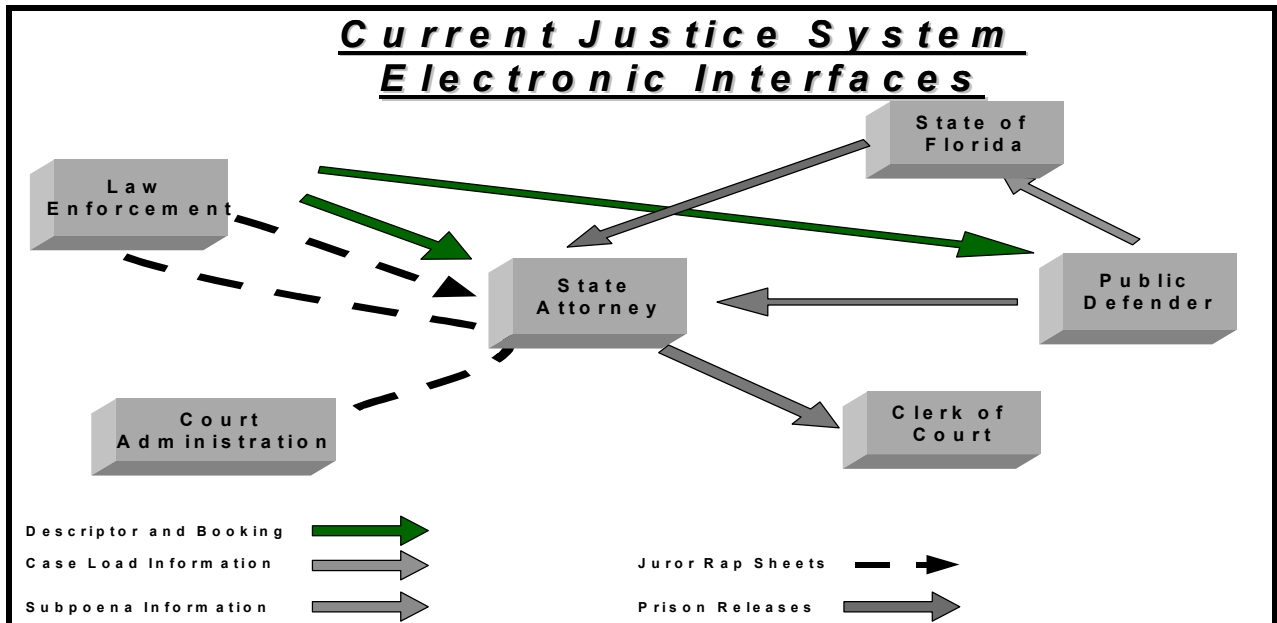 Current Justice System
Electronic Interfaces
State of
Florida
Law
Enforcement
State
Attorney
Public
Defender
Court
Administration
Clerk of
Court
Descriptor and Booking
Case Load Information
Juror Rap Sheets
Subpoena Information
Prison Releases